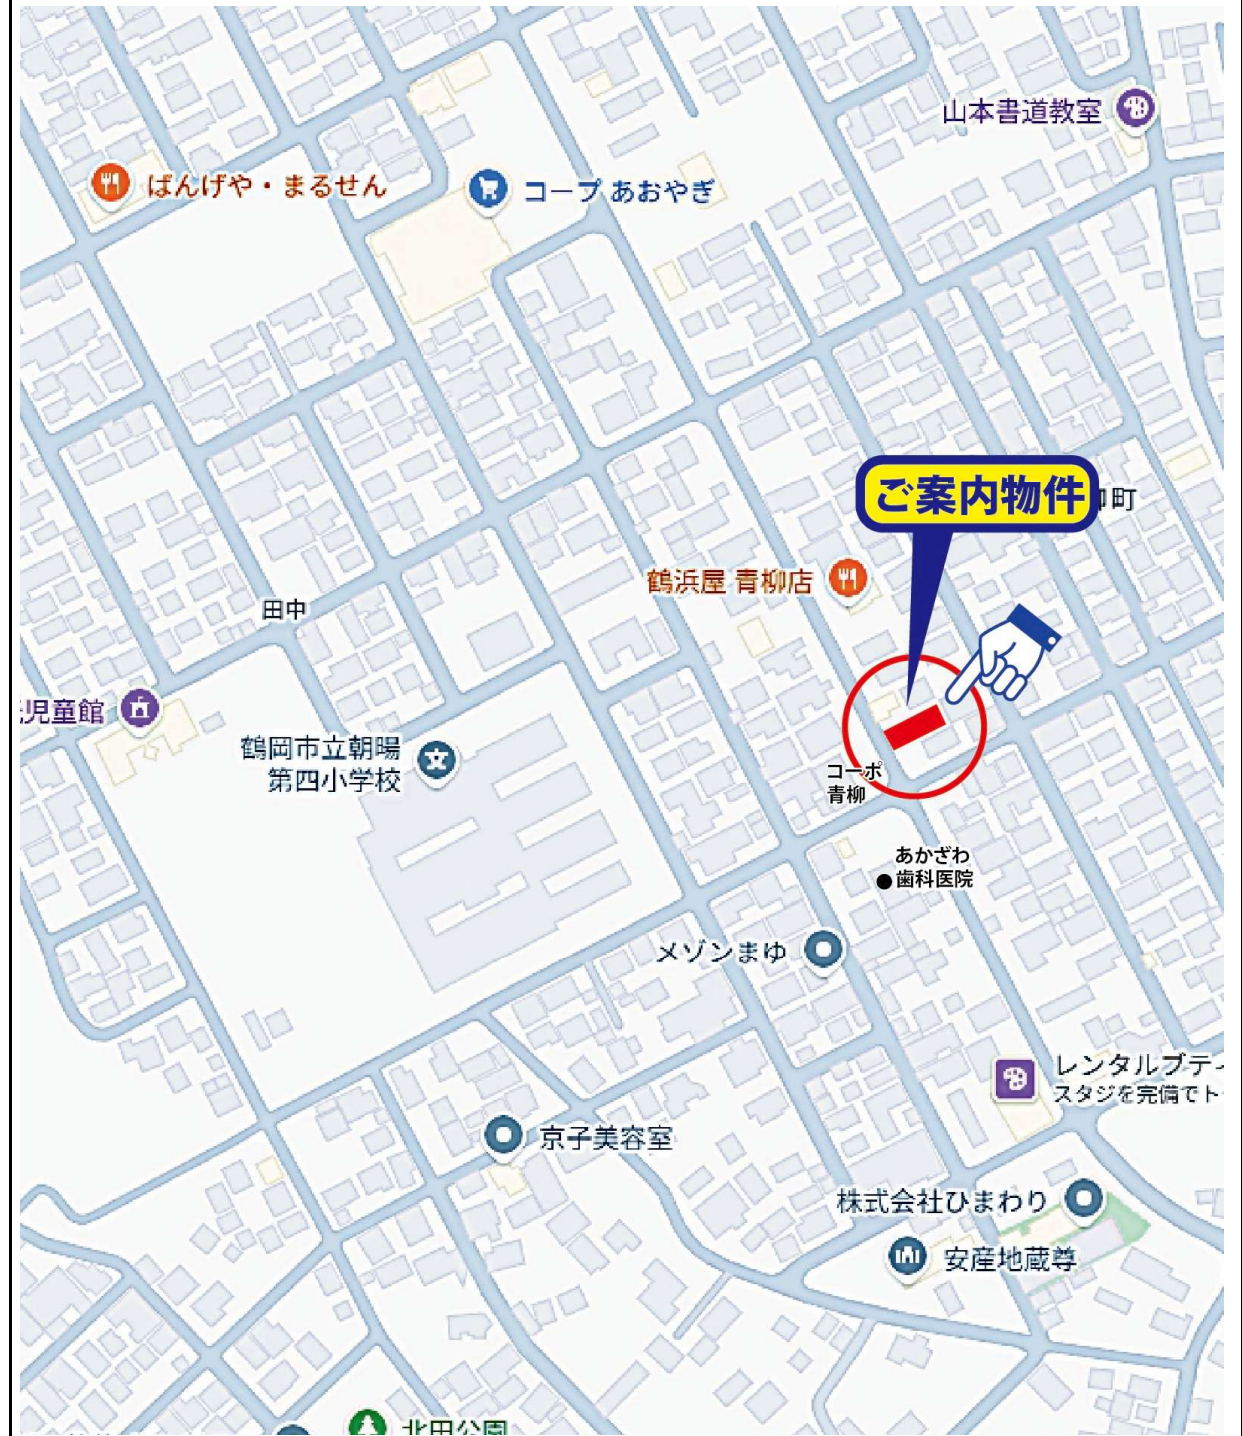 山本書道教室
ばんげや・まるせん
コープ あおやぎ
ご案内物件
町
鶴浜屋 青柳店
田中
児童館
鶴岡市立朝暘
第四小学校
コーポ
青柳
あかざわ
歯科医院
メゾンまゆ
レンタルブティ
スタジを完備でト
京子美容室
株式会社ひまわり
安産地蔵尊
北田公園